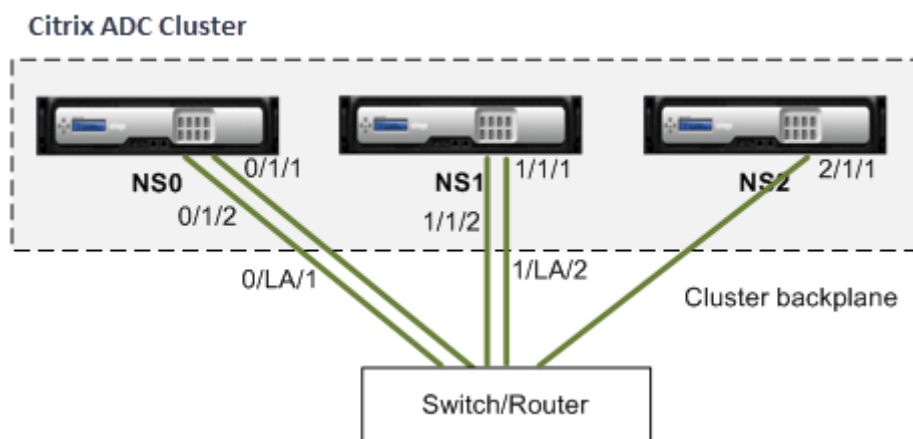 Citrix ADC Cluster
0/1/1
NS0
0/1/2
0/LA/1
1/1/1
NS1
1/1/2
1/LA/2
2/1/1
NS2
Cluster backplane
Switch/Router